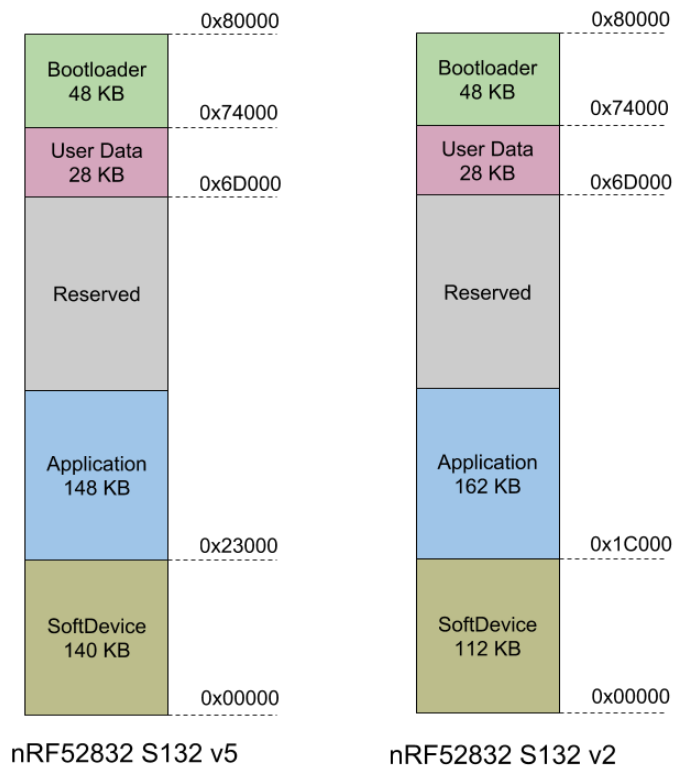 0x80000
Bootloader
48 KB
0x74000
User Data
28 KB
0x6D000
Reserved
Application
148 KB
0x23000
SoftDevice
140 KB
0x00000
nRF52832 S132 v5
0x80000
Bootloader
48 KB
0x74000
User Data
28 KB
0x6D000
Reserved
Application
162 KB
0x1C000
SoftDevice
112 KB
0x00000
nRF52832 S132 v2